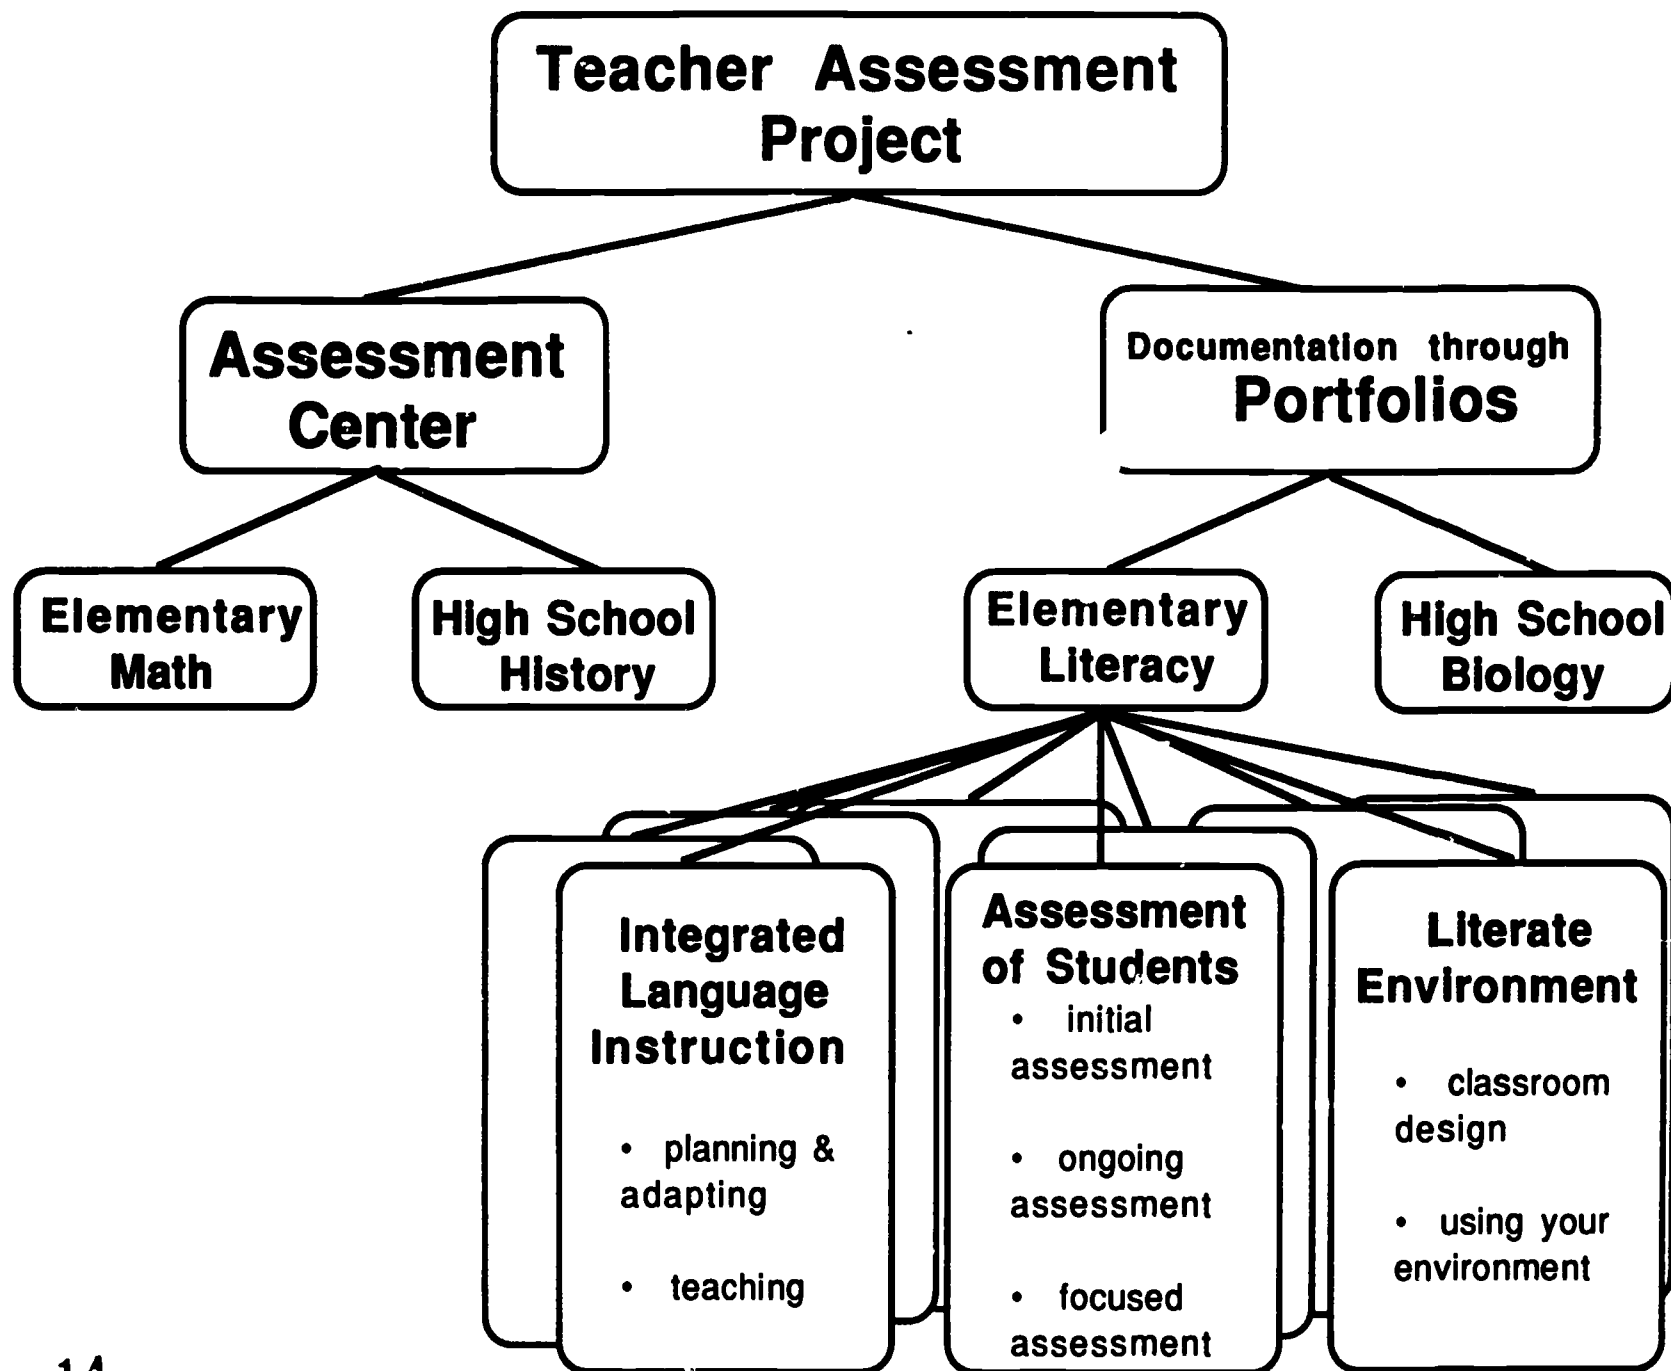 Teacher Assessment
Project
Assessment
Center
Documentation through
Portfolios
Elementary
Math
High School
History
Elementary
Literacy
High School
Biology
Integrated
Language
Instruction
• planning &
adapting
• teaching
Assessment
of Students
• initial
assessment
• ongoing
assessment
• focused
assessment
Literate
Environment
• classroom
design
• using your
environment
14